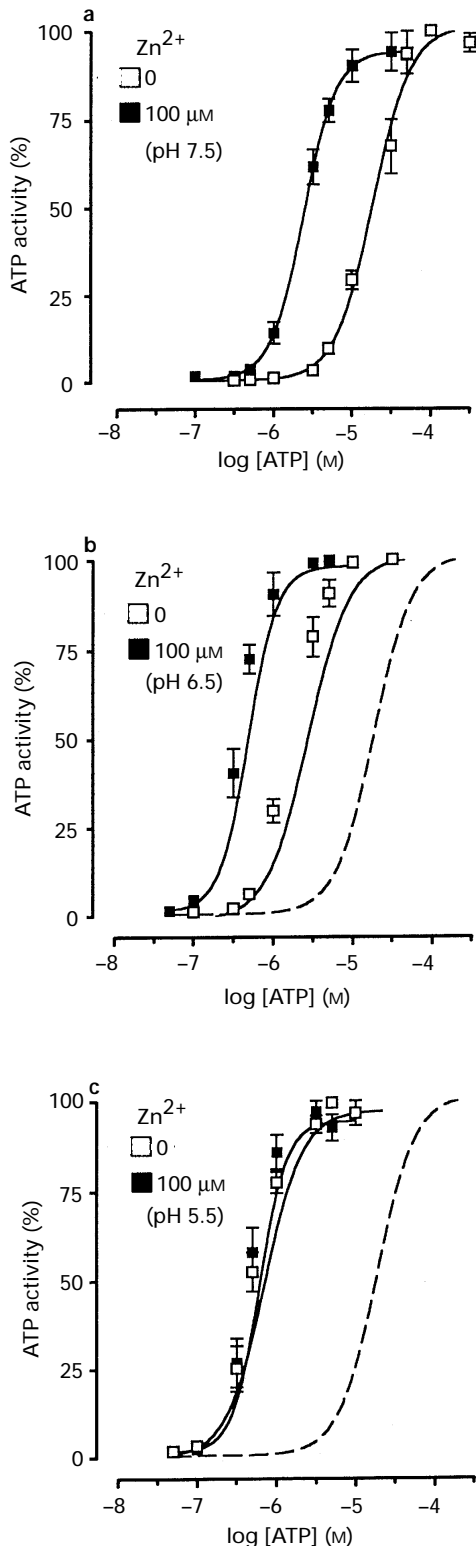 a
Zn2+
0
100 µM
(pH 7.5)
ATP activity (%)
100
75
50
25
0
−8 −7 −6 −5 −4
log [ATP] (M)
b
Zn2+
0
100 µM
(pH 6.5)
ATP activity (%)
100
75
50
25
0
−8 −7 −6 −5 −4
log [ATP] (M)
c
Zn2+
0
100 µM
(pH 5.5)
ATP activity (%)
100
75
50
25
0
−8 −7 −6 −5 −4
log [ATP] (M)